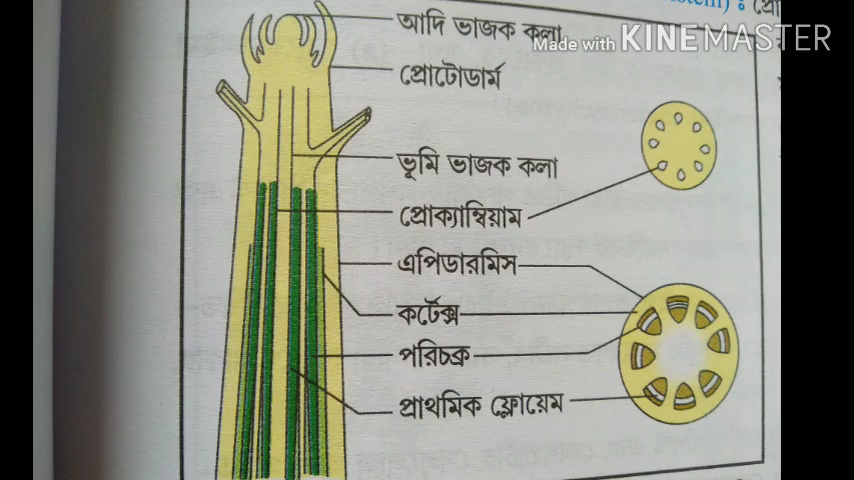 আদি ভাজক কলা
Made with KINEMASTER
প্রোটোডার্ম
ভূমি ভাজক কলা
প্রোক্যাম্বিয়াম
এপিডারমিস
কর্টেক্স
পরিচক্র
প্রাথমিক ফ্লোয়েম